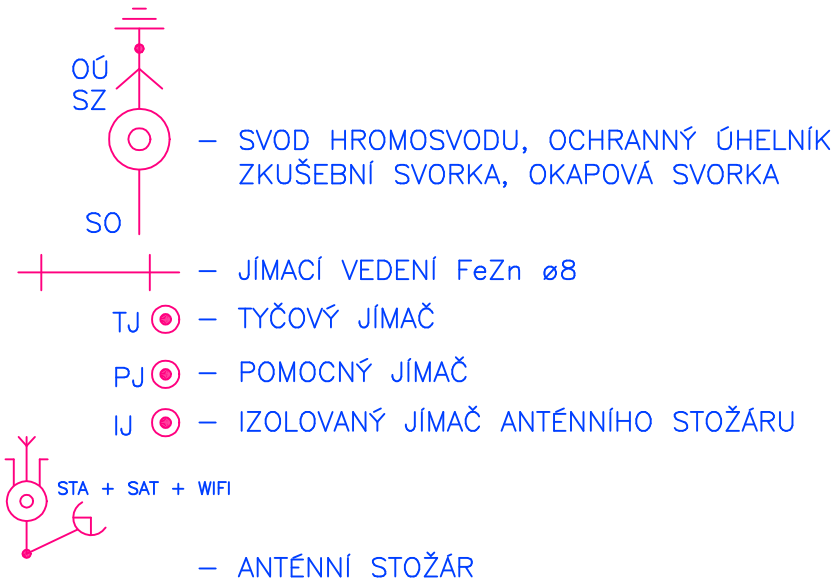 OÚ
SZ
– SVOD HROMOSVODU, OCHRANNÝ ÚHELNÍK
ZKUŠEBNÍ SVORKA, OKAPOVÁ SVORKA
SO
– JÍMACÍ VEDENÍ FeZn ø8
TJ – TYČOVÝ JÍMAČ
PJ – POMOCNÝ JÍMAČ
IJ – IZOLOVANÝ JÍMAČ ANTÉNNÍHO STOŽÁRU
STA + SAT + WIFI
– ANTÉNNÍ STOŽÁR